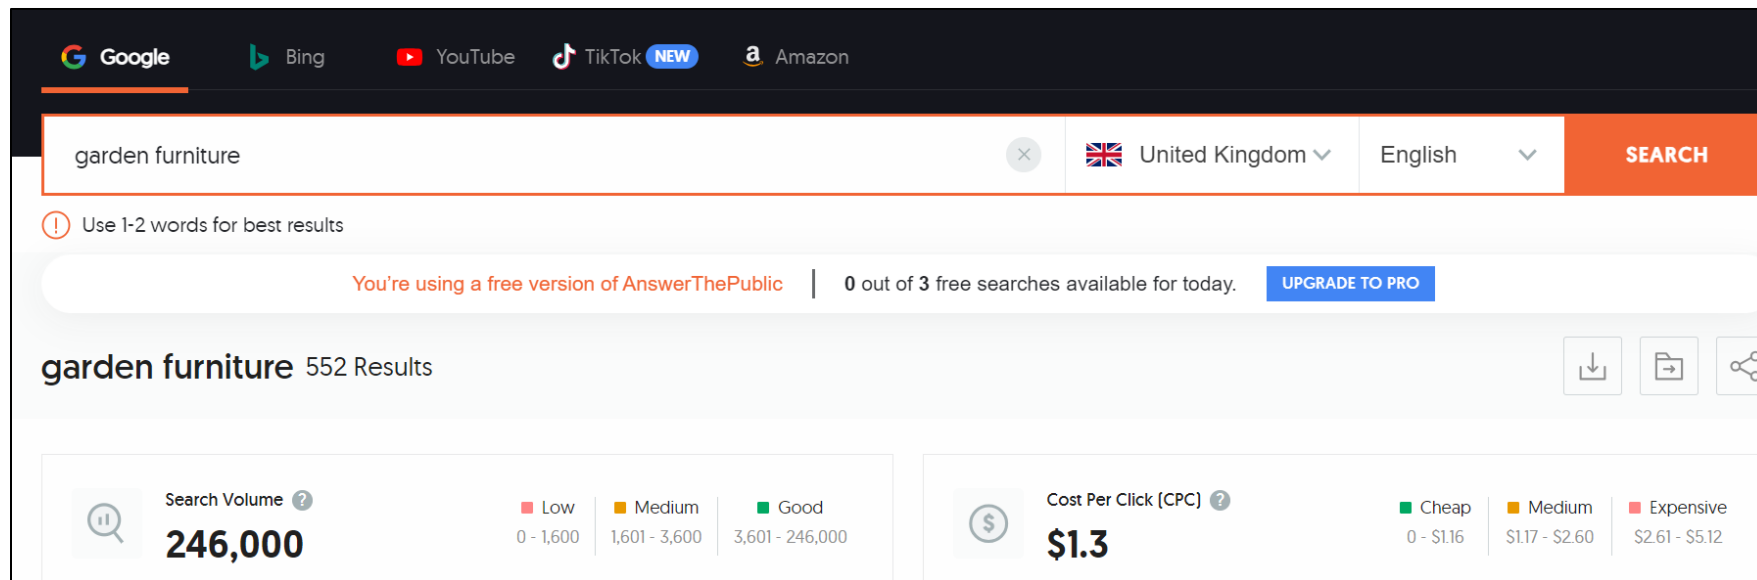 Google Bing YouTube TikTok NEW Amazon
garden furniture × United Kingdom English SEARCH
! Use 1-2 words for best results
You're using a free version of AnswerThePublic | 0 out of 3 free searches available for today. UPGRADE TO PRO
garden furniture 552 Results
Search Volume ? Low Medium Good
246,000 0 - 1,600 1,601 - 3,600 3,601 - 246,000
Cost Per Click (CPC) ? Cheap Medium Expensive
$1.3 0 - $1.16 $1.17 - $2.60 $2.61 - $5.12